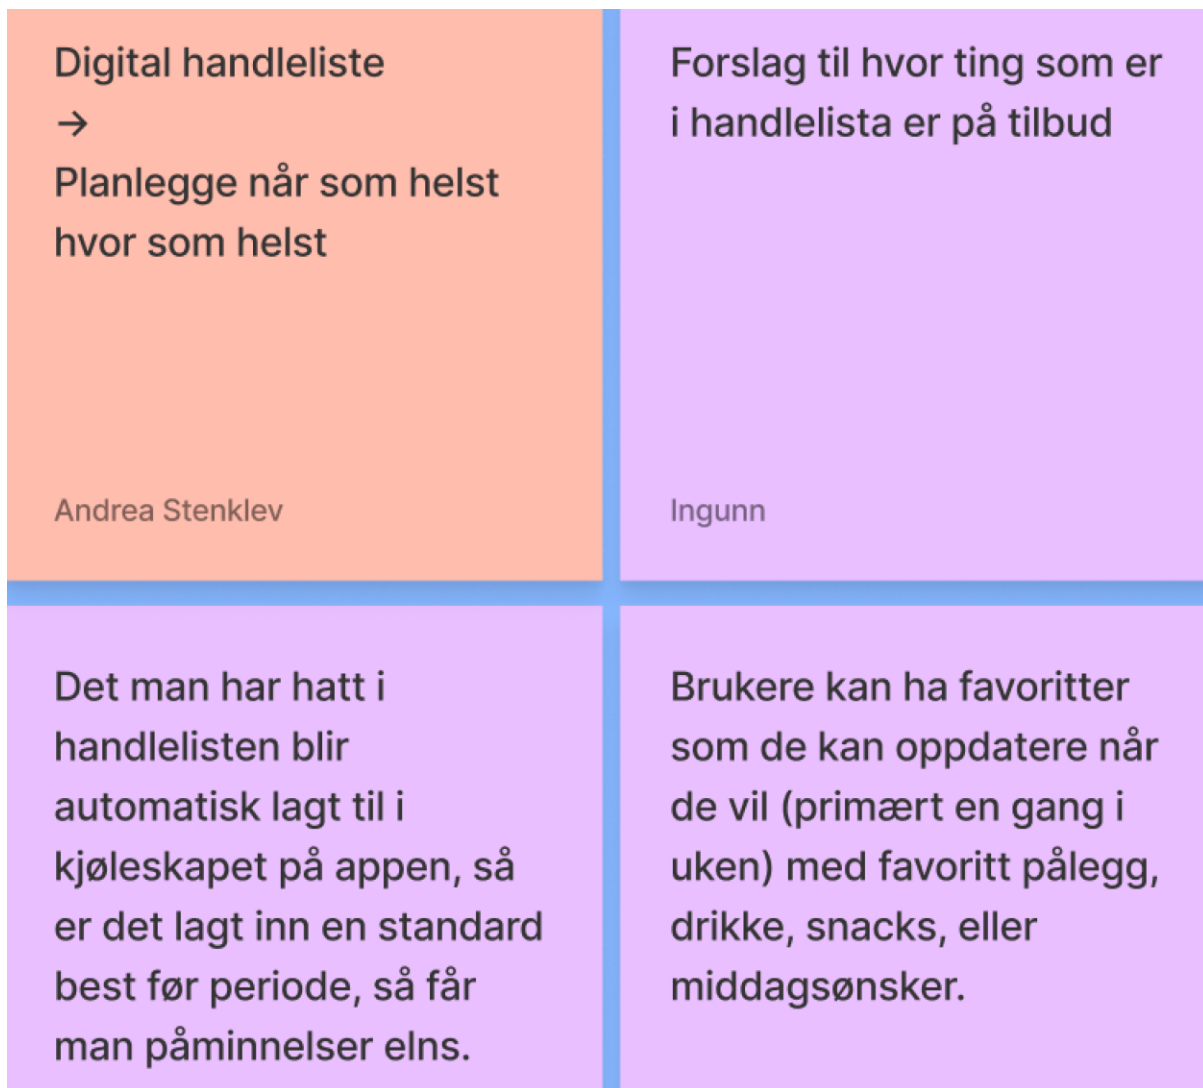 Digital handleliste
→
Planlegge når som helst
hvor som helst
Andrea Stenklev
Forslag til hvor ting som er
i handlelista er på tilbud
Ingunn
Det man har hatt i
handlelisten blir
automatisk lagt til i
kjøleskapet på appen, så
er det lagt inn en standard
best før periode, så får
man påminnelser elns.
Brukere kan ha favoritter
som de kan oppdatere når
de vil (primært en gang i
uken) med favoritt pålegg,
drikke, snacks, eller
middagsønsker.